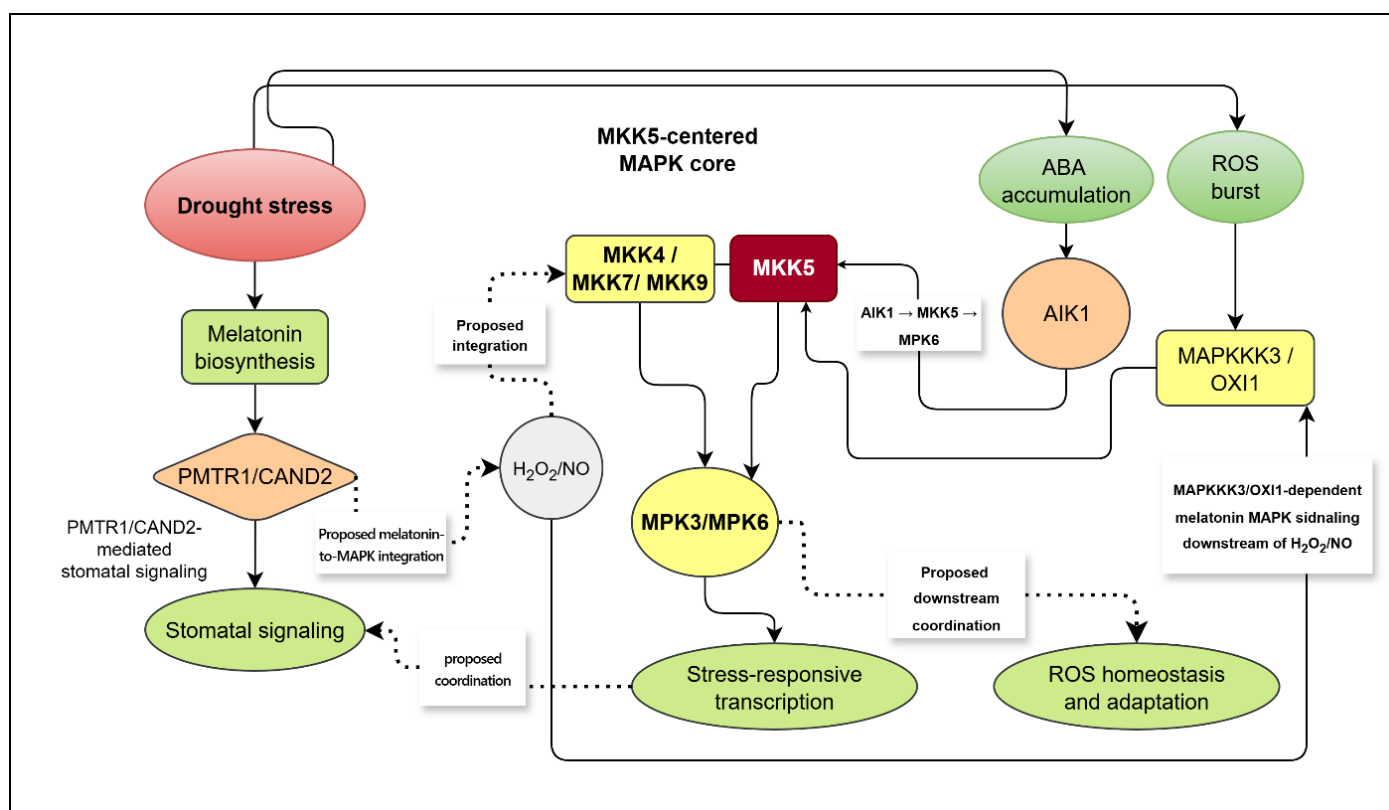 MKK5-centered
MAPK core
Drought stress
ABA
accumulation
ROS
burst
MKK4 /
MKK7/ MKK9
MKK5
AIK1 → MKK5 →
MPK6
AIK1
MAPKKK3 /
OXI1
Melatonin
biosynthesis
Proposed
integration
PMTR1/CAND2
H₂O₂/NO
Proposed melatonin-
to-MAPK integration
PMTR1/CAND2-
mediated
stomatal signaling
MPK3/MPK6
MAPKKK3/OXI1-dependent
melatonin MAPK sidnaling
downstream of H₂O₂/NO
Proposed
downstream
coordination
Stomatal signaling
proposed
coordination
Stress-responsive
transcription
ROS homeostasis
and adaptation